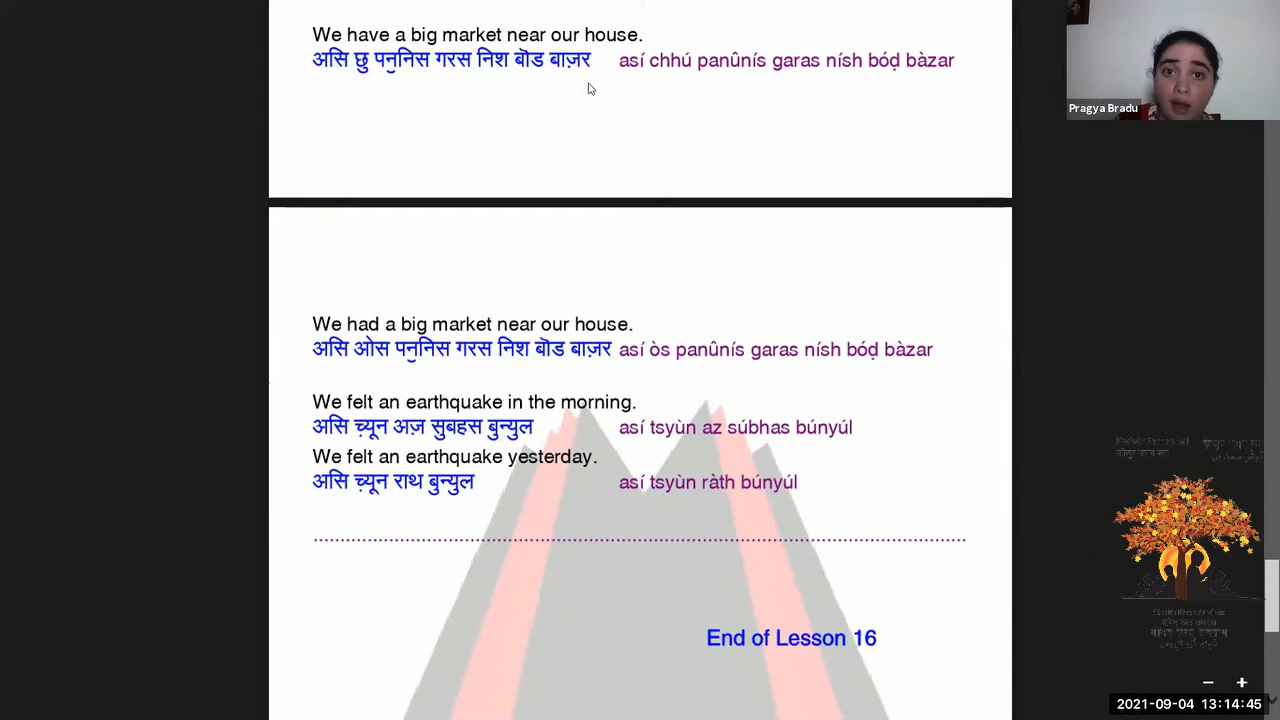 We have a big market near our house.
असि छु पनॖनिस गरस निश बॊड बाज़र así chhú panûnís garas nísh bóḍ bàzar
Pragya Bradu
We had a big market near our house.
असि ओस पनॖनिस गरस निश बॊड बाज़र así òs panûnís garas nísh bóḍ bàzar
We felt an earthquake in the morning.
असि च़्यून अज़ सुबहस बुन्युल así tsyùn az súbhas búnyúl
We felt an earthquake yesterday.
असि च़्यून राथ बुन्युल así tsyùn ràth búnyúl
End of Lesson 16
2021-09-04 13:14:45